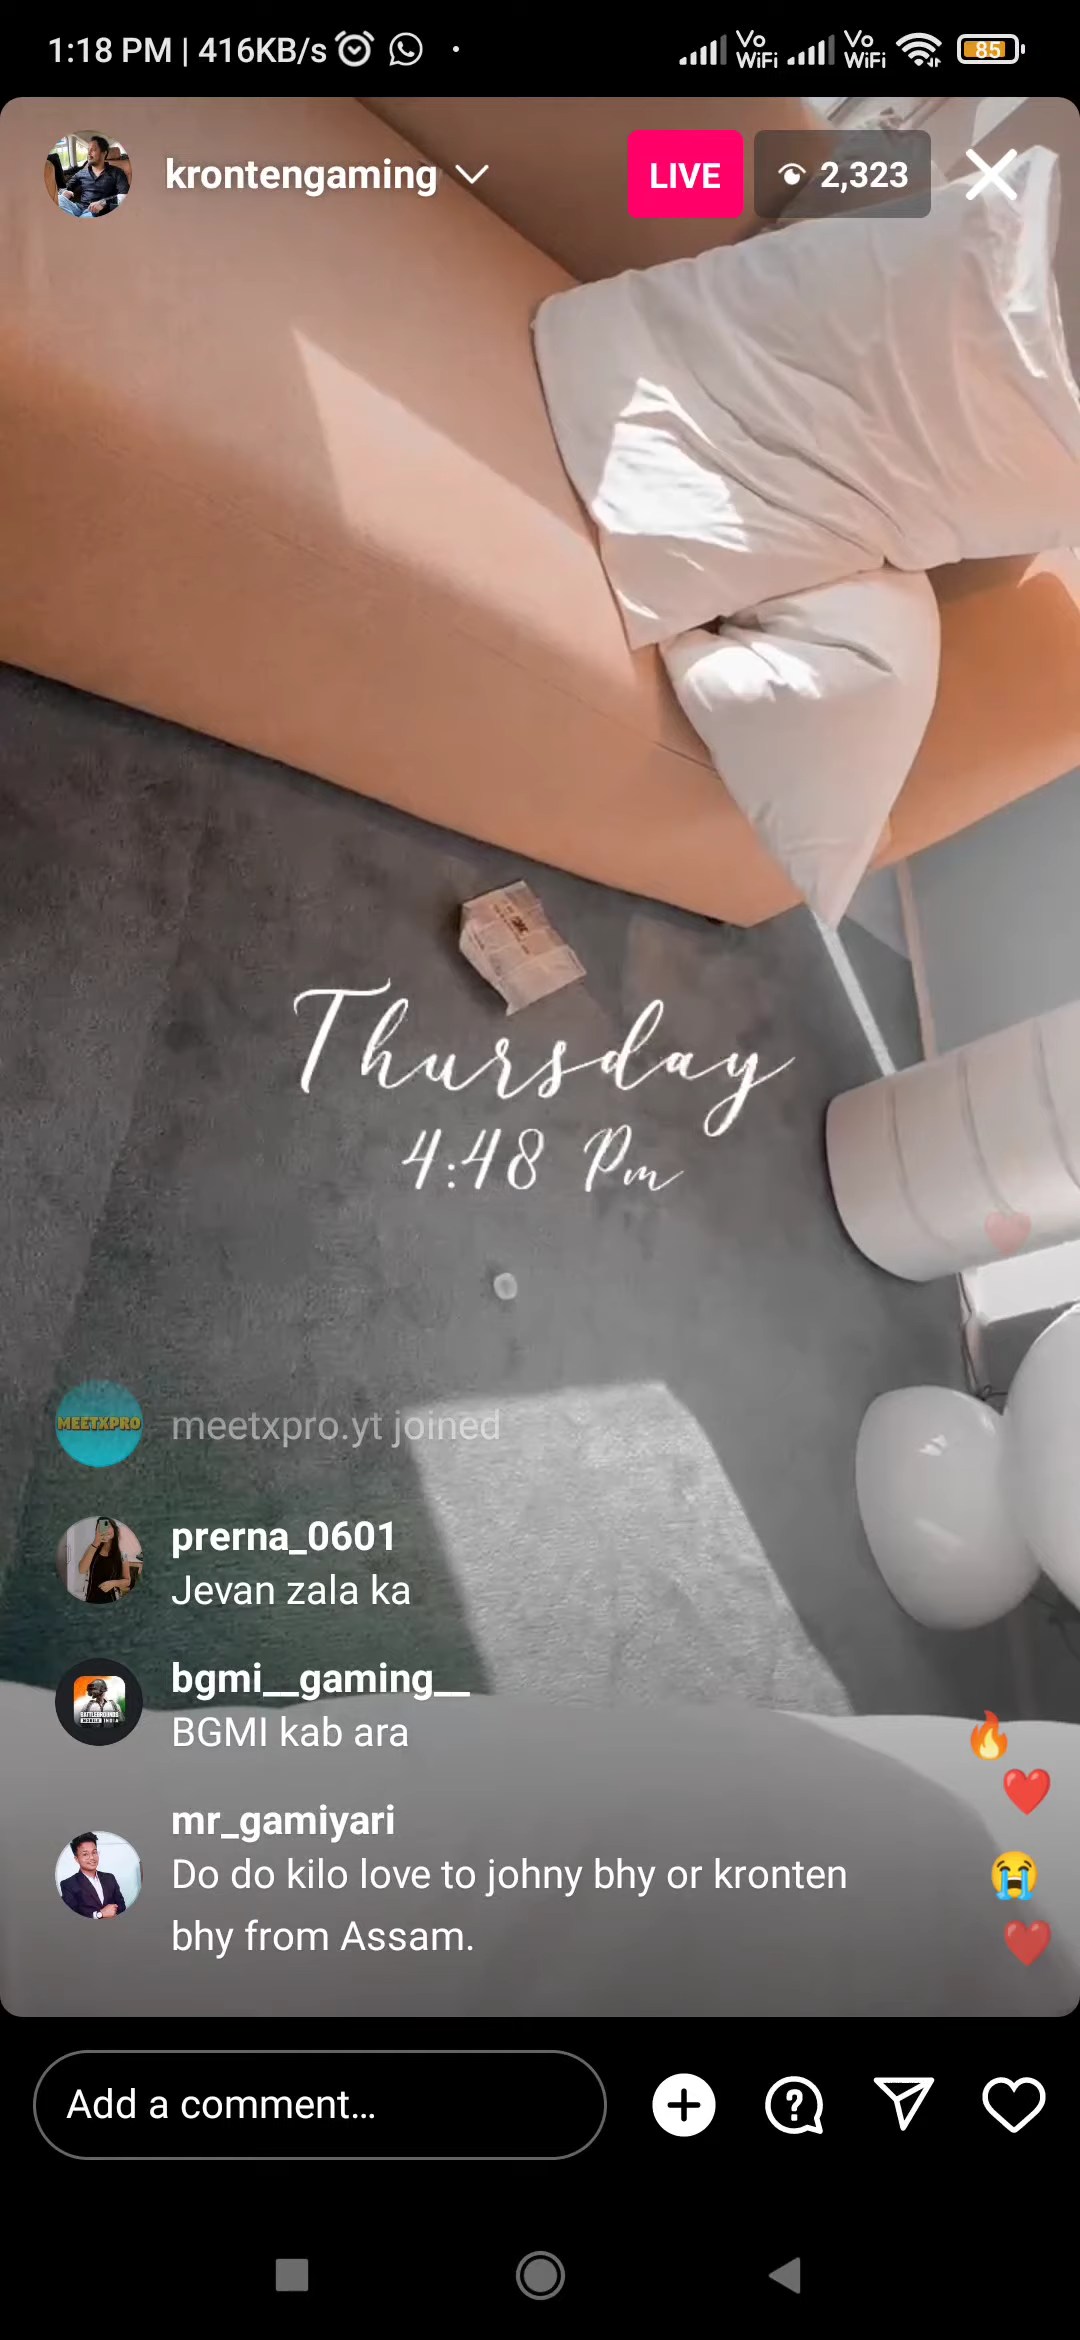 1:18 PM | 416KB/s
Vo WiFi
Vo WiFi
85
krontengaming
LIVE
2,323
Thursday
4:48 Pm
MEETXPRO
meetxpro.yt joined
prerna_0601
Jevan zala ka
bgmi__gaming__
BGMI kab ara
mr_gamiyari
Do do kilo love to johny bhy or kronten
bhy from Assam.
Add a comment...